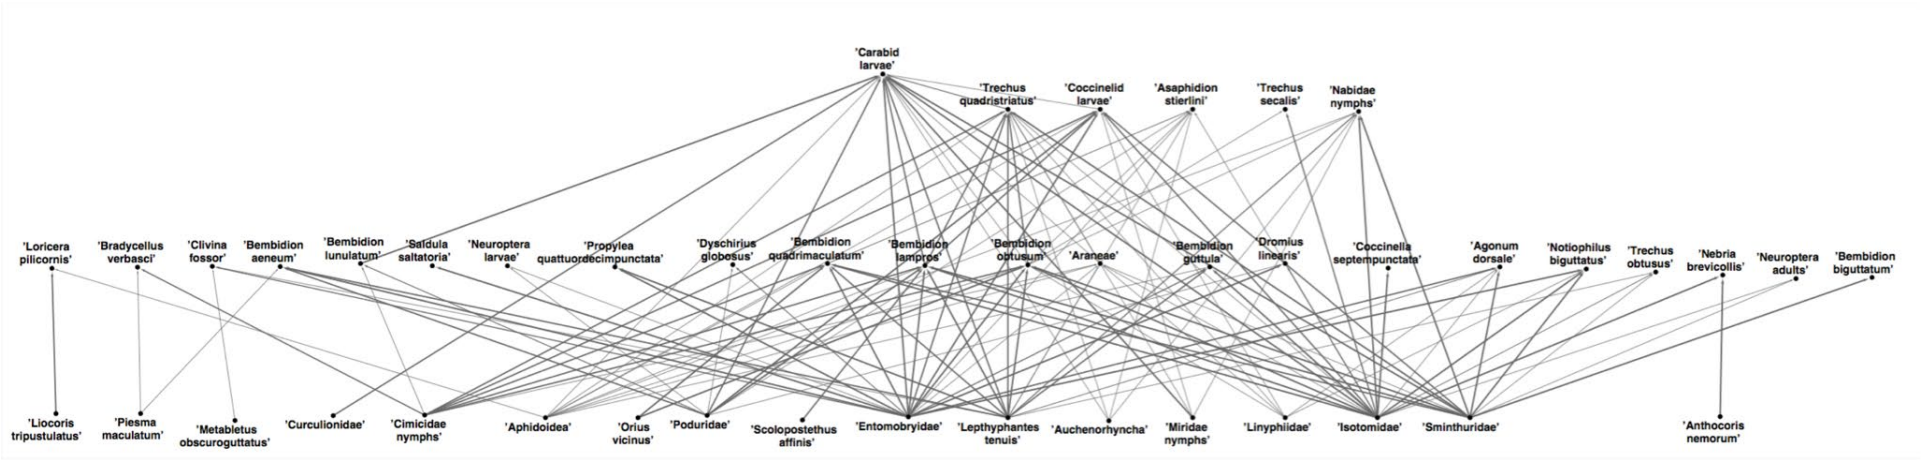 'Carabid
larvae'
'Trechus
quadristriatus'
'Coccinelid
larvae'
'Asaphidion
stierlini'
'Trechus
secalis'
'Nabidae
nymphs'
'Loricera
pilicornis'
'Bradycellus
verbasci'
'Clivina
fossor'
'Bembidion
aeneum'
'Bembidion
lunulatum'
'Saldula
saltatoria'
'Neuroptera
larvae'
'Propylea
quattuordecimpunctata'
'Dyschirius
globosus'
'Bembidion
quadrimaculatum'
'Bembidion
lampros'
'Bembidion
obtusum'
'Araneae'
'Bembidion
guttula'
'Dromius
linearis'
'Coccinella
septempunctata'
'Agonum
dorsale'
'Notiophilus
biguttatus'
'Trechus
obtusus'
'Nebria
brevicollis'
'Neuroptera
adults'
'Bembidion
biguttatum'
'Liocoris
tripustulatus'
'Piesma
maculatum'
'Metabletus
obscuroguttatus'
'Curculionidae'
'Cimicidae
nymphs'
'Aphidoidea'
'Orius
vicinus'
'Poduridae'
'Scolopostethus
affinis'
'Entomobryidae'
'Lepthyphantes
tenuis'
'Auchenorhyncha'
'Miridae
nymphs'
'Linyphiidae'
'Isotomidae'
'Sminthuridae'
'Anthocoris
nemorum'